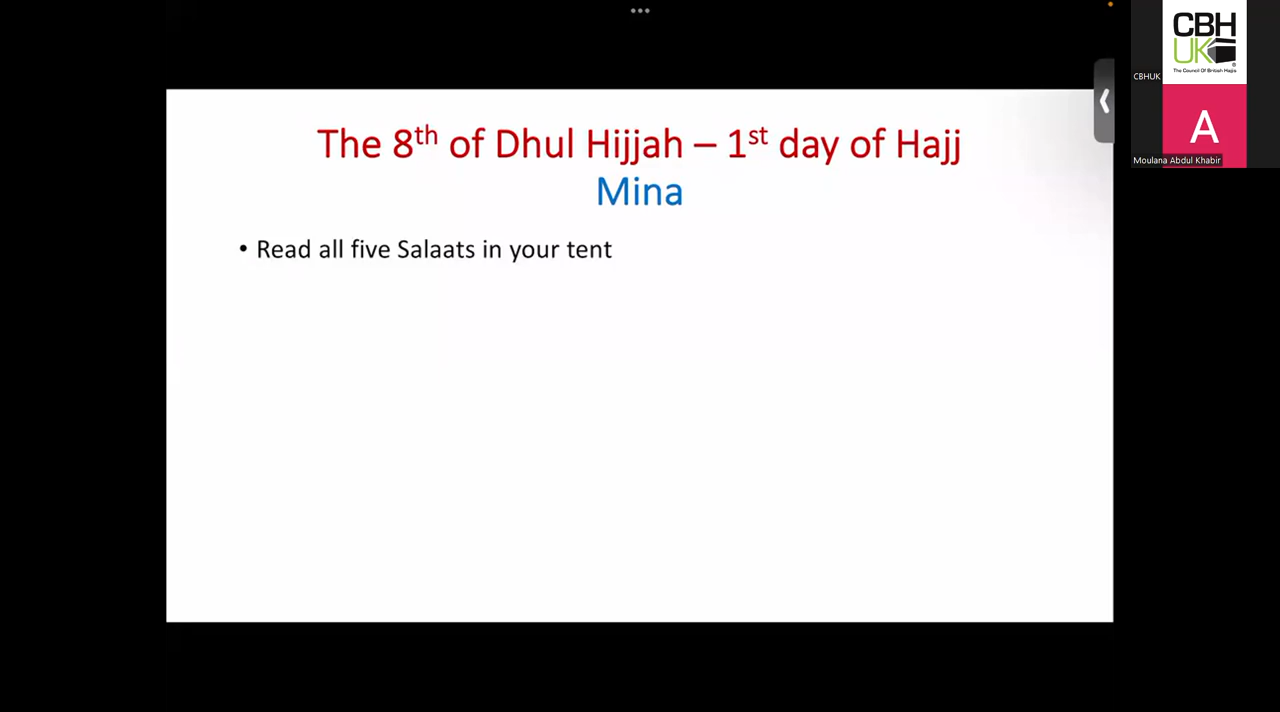 The 8th of Dhul Hijjah – 1st day of Hajj
Mina
• Read all five Salaats in your tent
CBH
UK
The Council Of British Hajjis
CBHUK
A
Moulana Abdul Khabir